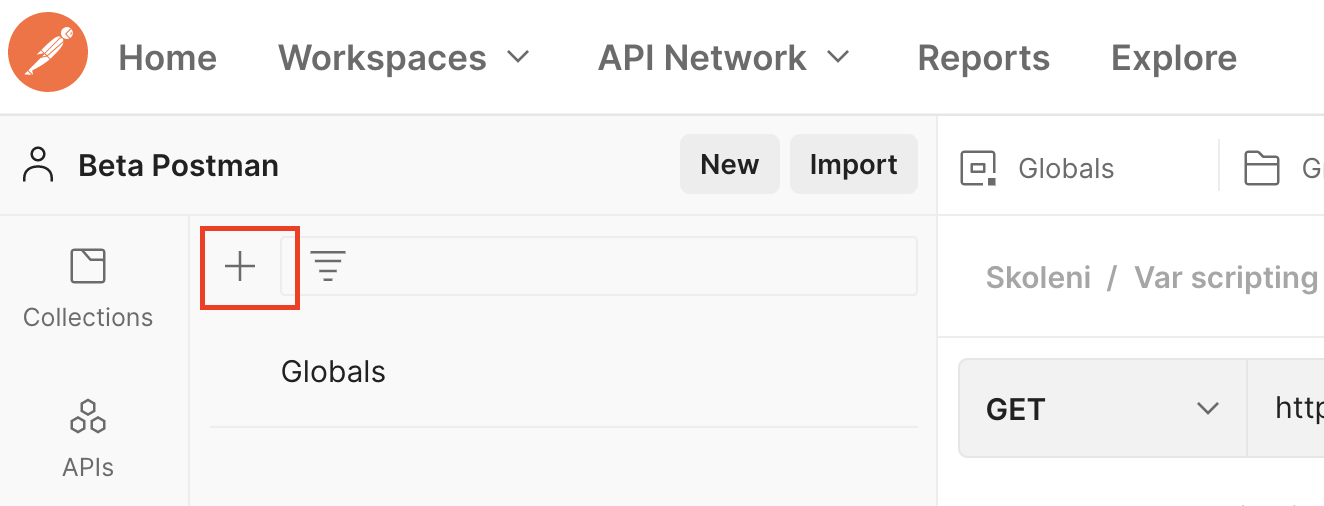 Home Workspaces API Network Reports Explore
Beta Postman New Import
Globals
Collections
Skoleni / Var scripting
Globals
GET
APIs